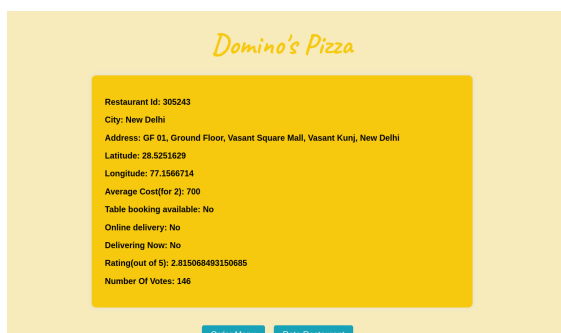 Domino's Pizza
Restaurant Id: 305243
City: New Delhi
Address: GF 01, Ground Floor, Vasant Square Mall, Vasant Kunj, New Delhi
Latitude: 28.5251629
Longitude: 77.1566714
Average Cost(for 2): 700
Table booking available: No
Online delivery: No
Delivering Now: No
Rating(out of 5): 2.815068493150685
Number Of Votes: 146